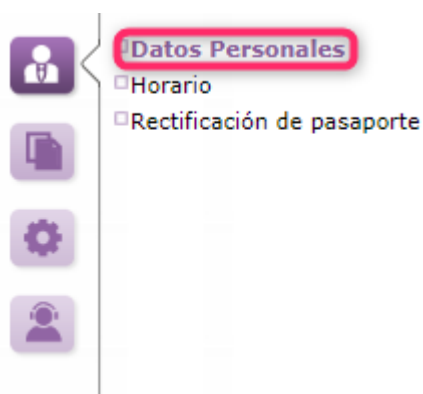 Datos Personales
Horario
Rectificación de pasaporte